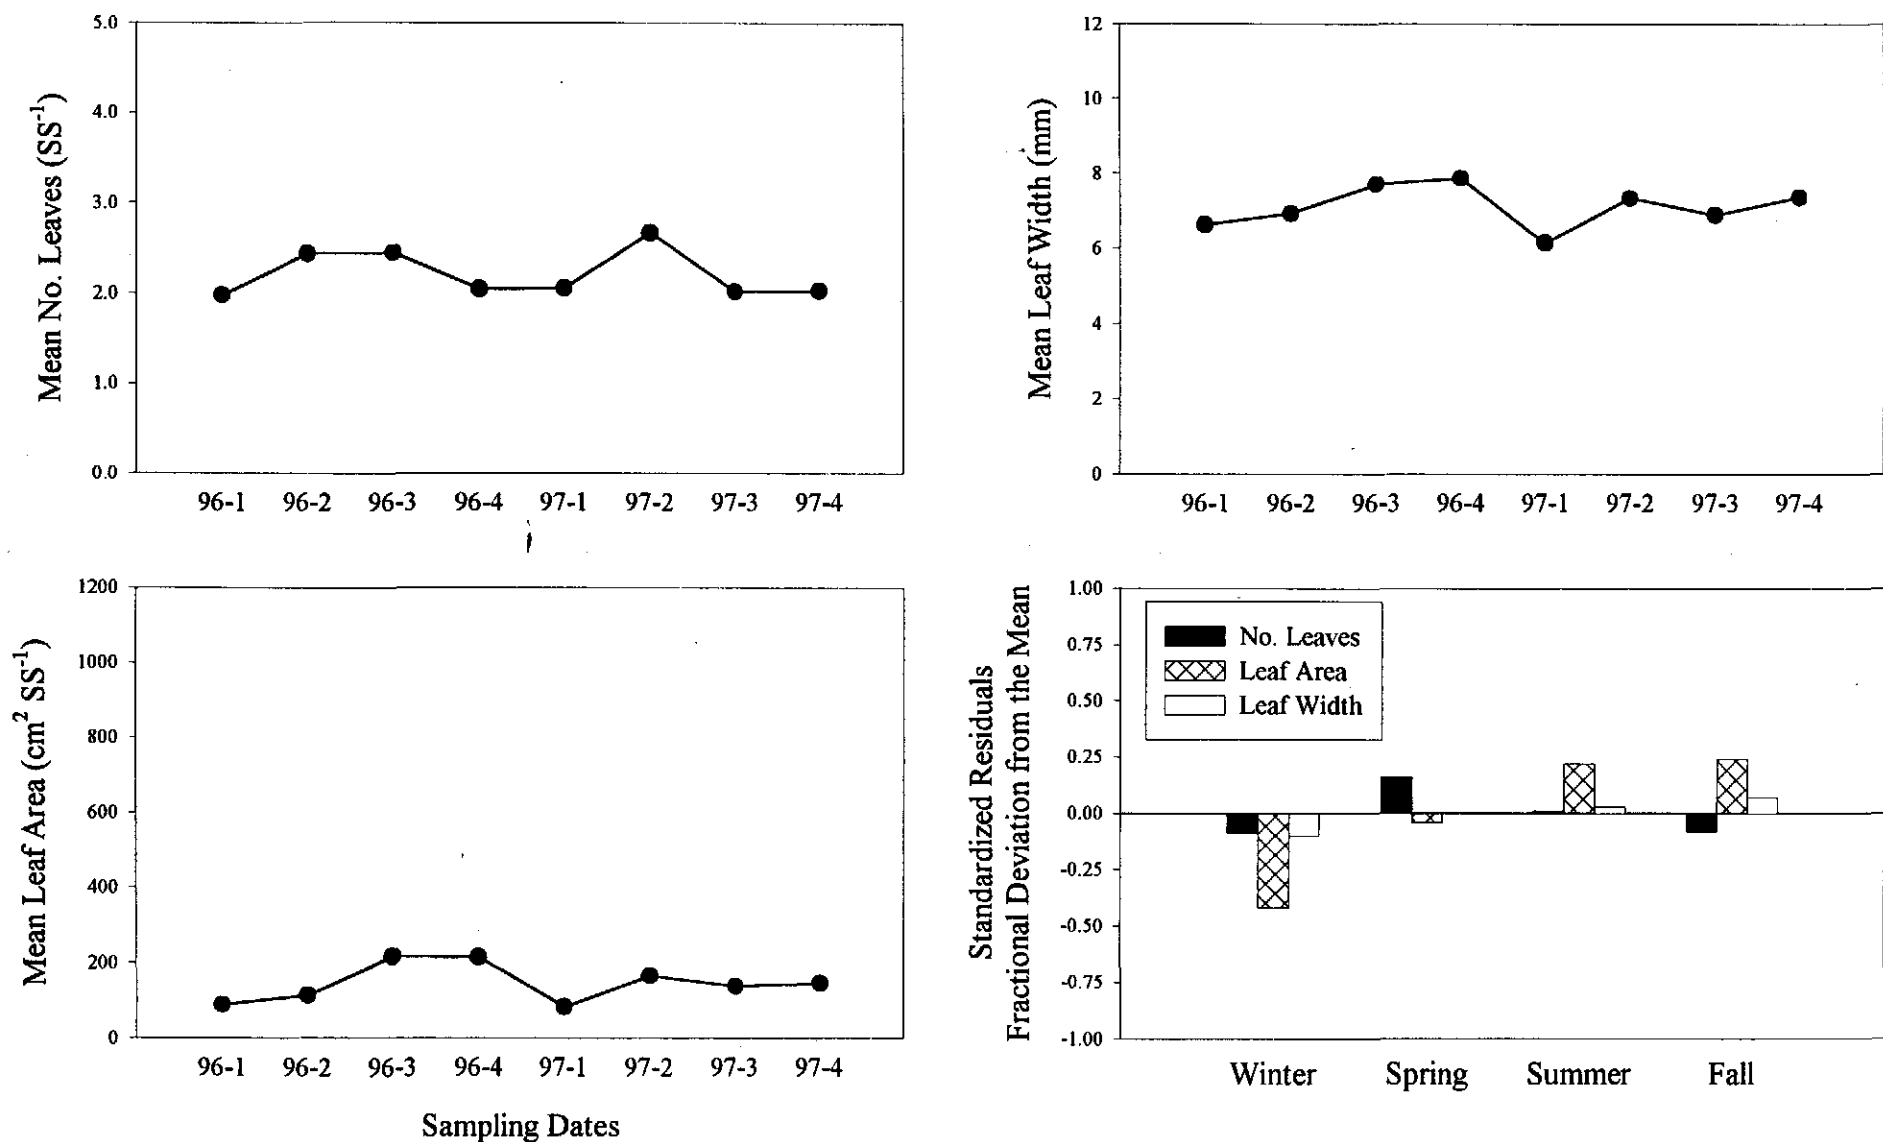 Mean No. Leaves (SS-1)
5.0
4.0
3.0
2.0
1.0
0.0
96-1 96-2 96-3 96-4 97-1 97-2 97-3 97-4
Mean Leaf Width (mm)
12
10
8
6
4
2
0
96-1 96-2 96-3 96-4 97-1 97-2 97-3 97-4
Mean Leaf Area (cm2 SS-1)
1200
1000
800
600
400
200
0
96-1 96-2 96-3 96-4 97-1 97-2 97-3 97-4
Sampling Dates
Standardized Residuals
Fractional Deviation from the Mean
1.00
0.75
0.50
0.25
0.00
-0.25
-0.50
-0.75
-1.00
No. Leaves
Leaf Area
Leaf Width
Winter Spring Summer Fall